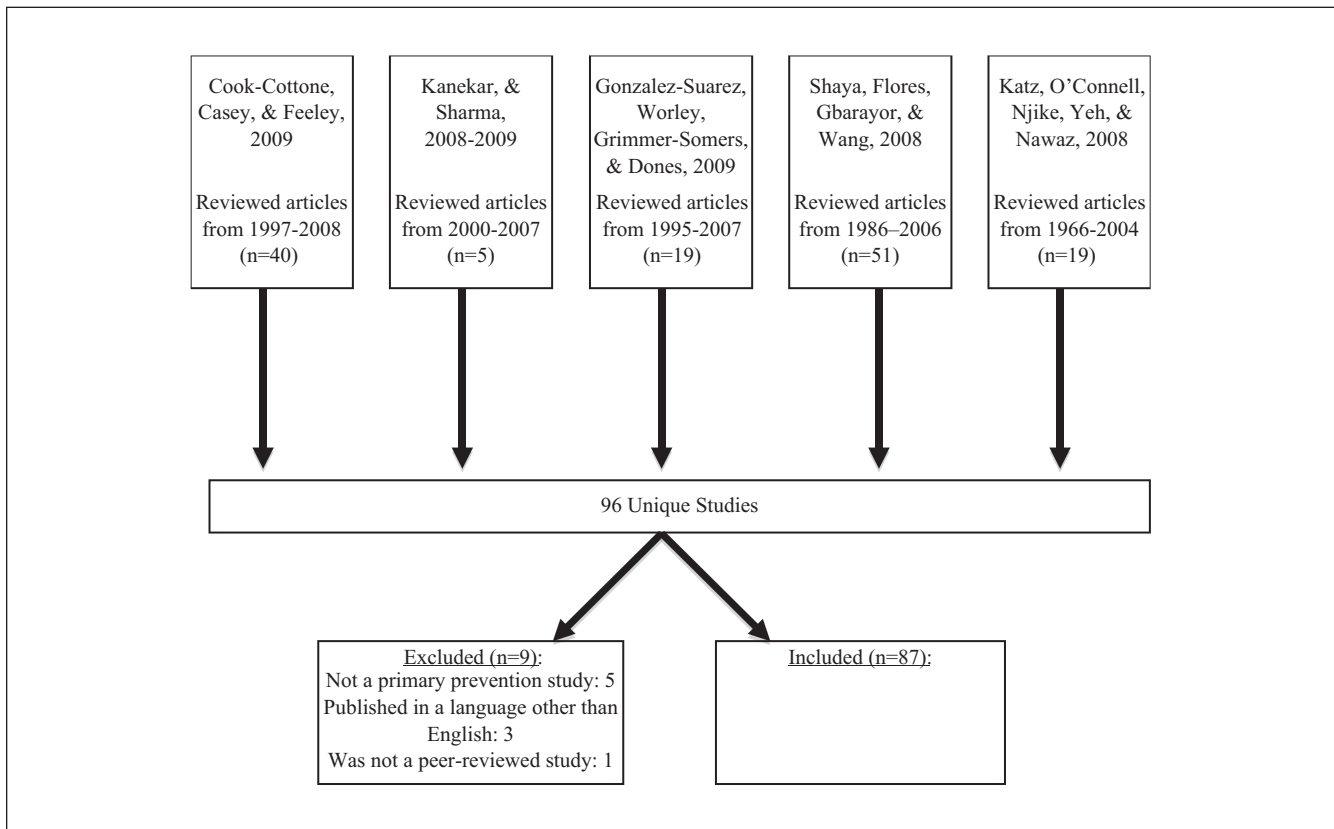 Cook-Cottone,
Casey, & Feeley,
2009
Reviewed articles
from 1997-2008
(n=40)
Kanekar, &
Sharma,
2008-2009
Reviewed articles
from 2000-2007
(n=5)
Gonzalez-Suarez,
Worley,
Grimmer-Somers,
& Dones, 2009
Reviewed articles
from 1995-2007
(n=19)
Shaya, Flores,
Gbarayor, &
Wang, 2008
Reviewed articles
from 1986–2006
(n=51)
Katz, O’Connell,
Njike, Yeh, &
Nawaz, 2008
Reviewed articles
from 1966-2004
(n=19)
96 Unique Studies
Excluded (n=9):
Not a primary prevention study: 5
Published in a language other than
English: 3
Was not a peer-reviewed study: 1
Included (n=87):